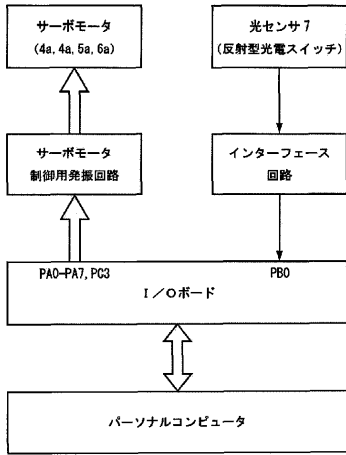 サーボモータ
(4a, 4a, 5a, 6a)
光センサ7
(反射型光電スイッチ)
サーボモータ
制御用発振回路
インターフェース
回路
PA0-PA7, PC3
PB0
I/Oボード
パーソナルコンピュータ